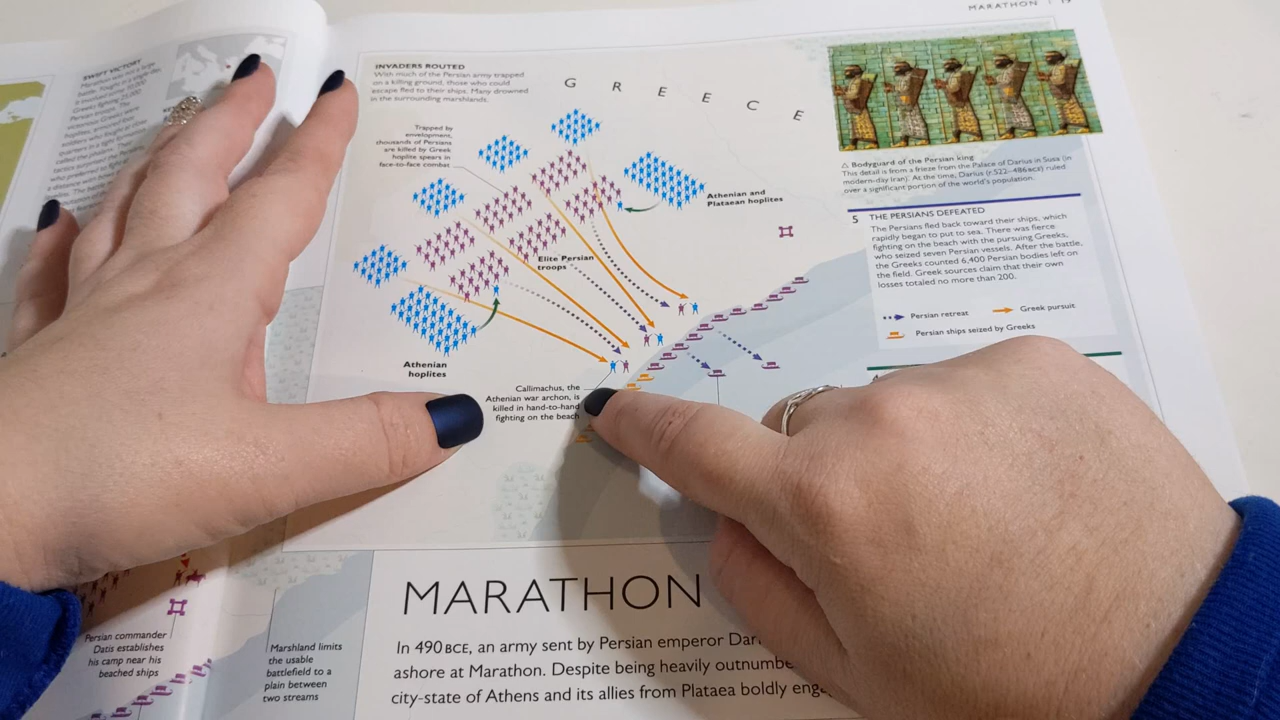 MARATHON | 19
SWIFT VICTORY
Marathon was not a large
INVADERS ROUTED
With much of the Persian army trapped
on a killing ground, those who could
escape fled to their ships. Many drowned
in the surrounding marshlands.
GREECE
Trapped by
envelopment,
thousands of Persians
are killed by Greek
hoplite spears in
face-to-face combat
Athenian and
Plataean hoplites
Elite Persian
troops
Athenian
hoplites
Callimachus, the
Athenian war archon, is
killed in hand-to-hand
fighting on the beach
△ Bodyguard of the Persian king
This detail is from a frieze from the Palace of Darius in Susa (in
modern-day Iran). At the time, Darius (r.522–486BCE) ruled
over a significant portion of the world's population.
5 THE PERSIANS DEFEATED
The Persians fled back toward their ships, which
rapidly began to put to sea. There was fierce
fighting on the beach with the pursuing Greeks,
who seized seven Persian vessels. After the battle,
the Greeks counted 6,400 Persian bodies left on
the field. Greek sources claim that their own
losses totaled no more than 200.
Persian retreat
Greek pursuit
Persian ships seized by Greeks
Persian commander
Datis establishes
his camp near his
beached ships
Marshland limits
the usable
battlefield to a
plain between
two streams
MARATHON
In 490 BCE, an army sent by Persian emperor
ashore at Marathon. Despite being heavily
city-state of Athens and its allies from Plataea boldly